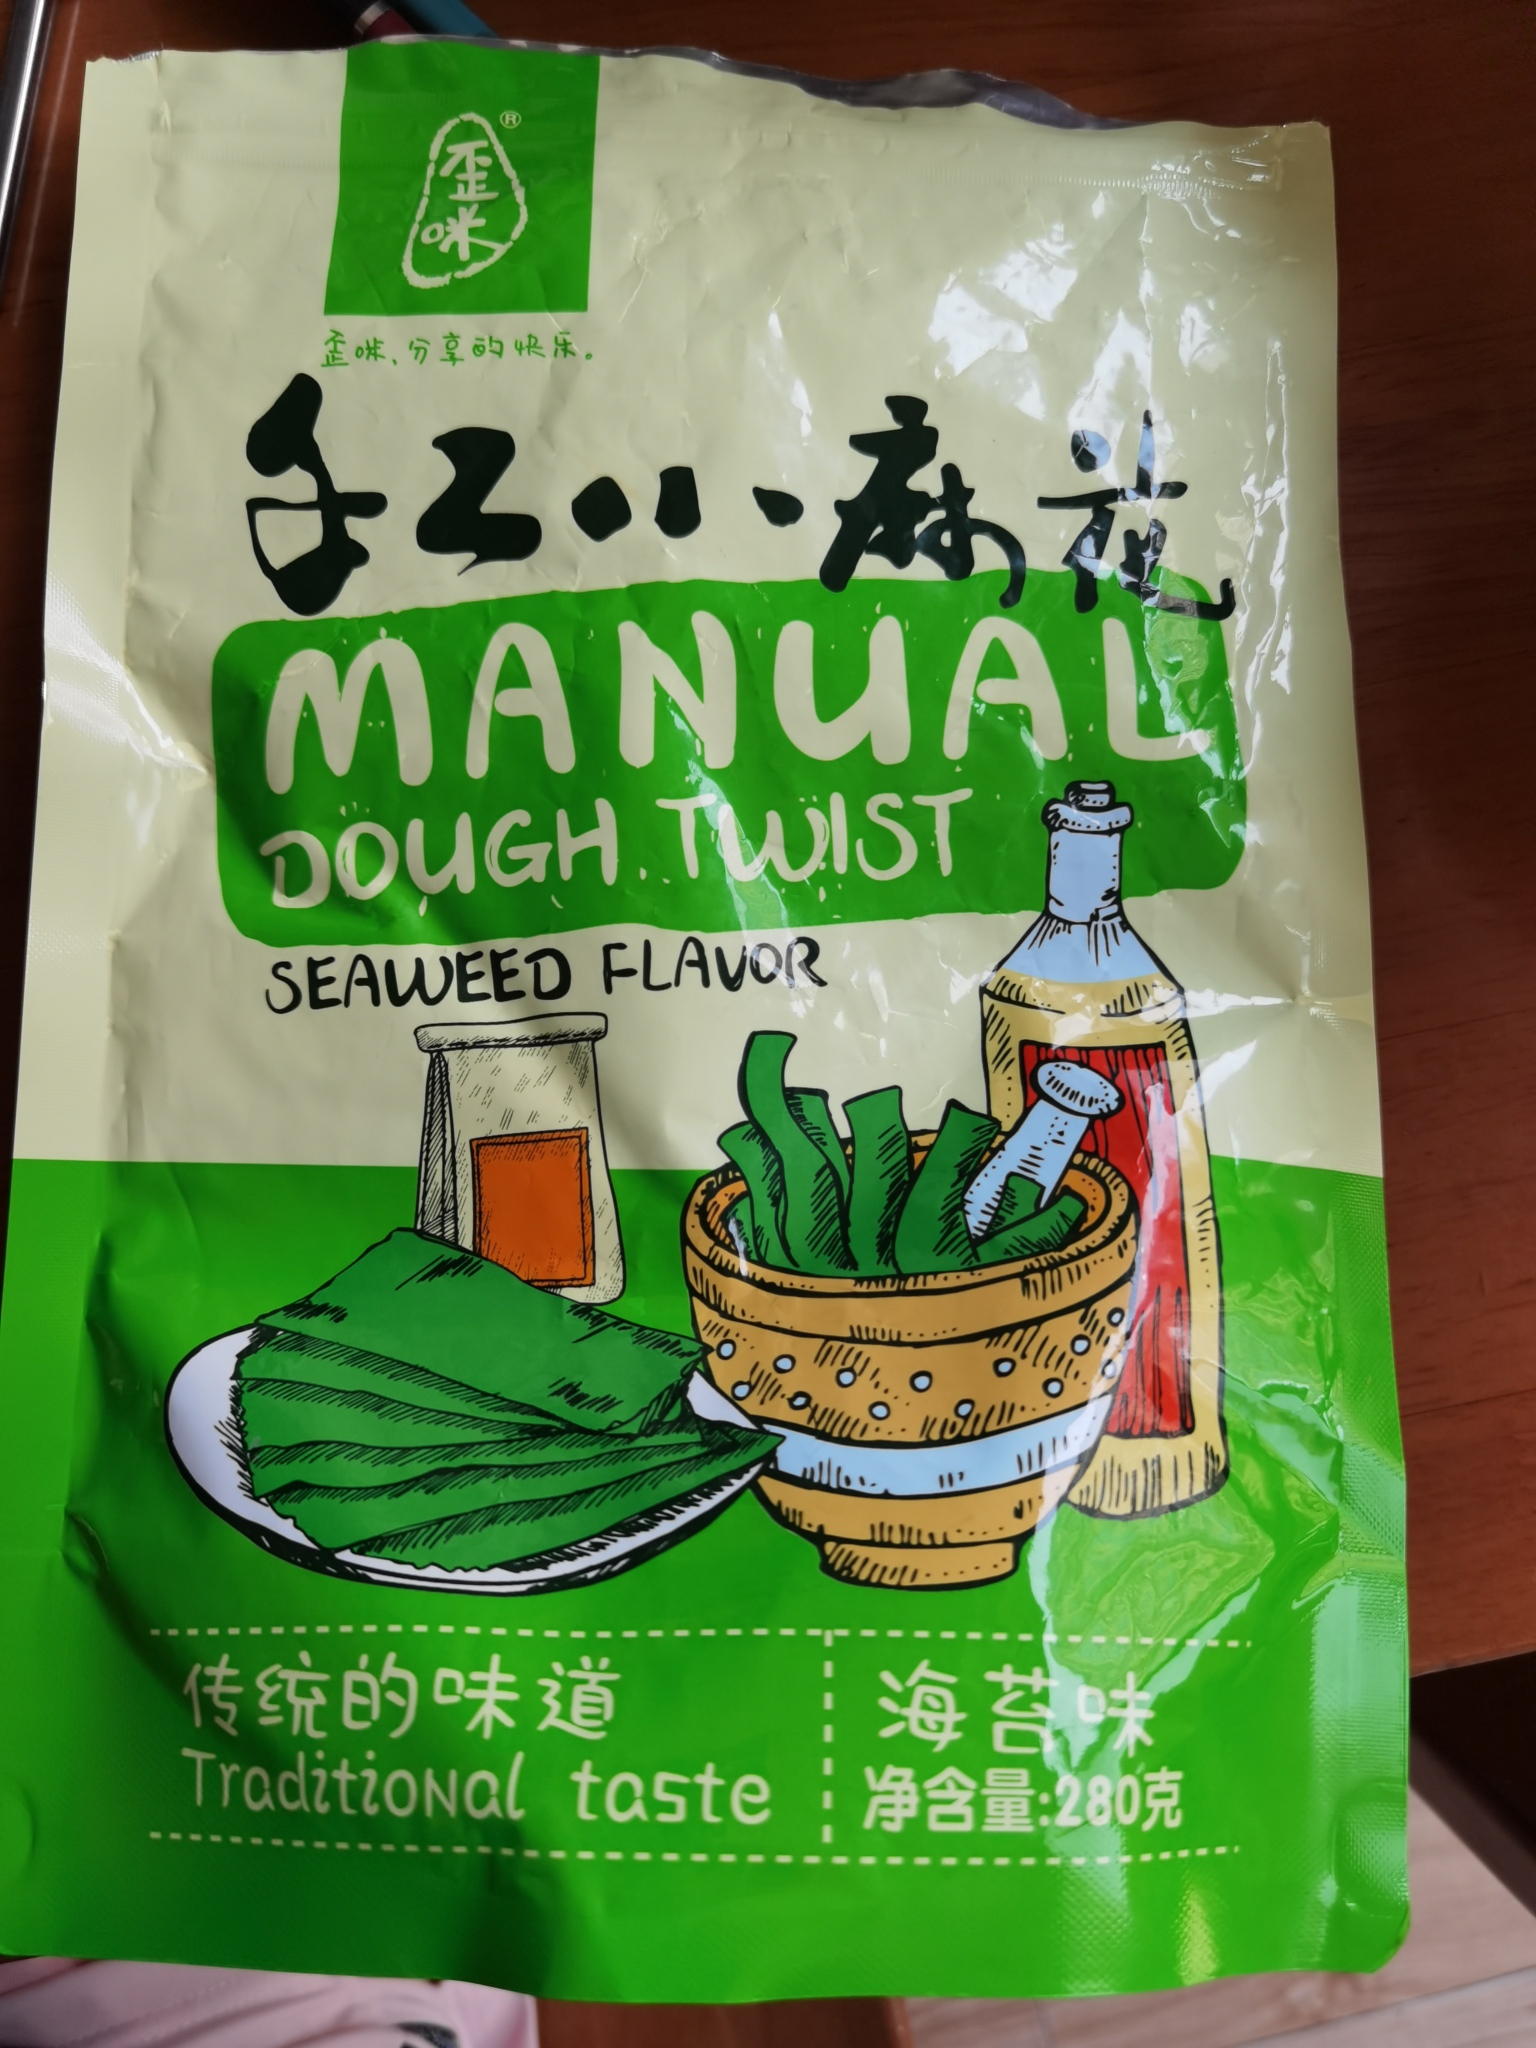 歪咪®
歪咪,分享的快乐。
手工小麻花
MANUAL
DOUGH TWIST
SEAWEED FLAVOR
传统的味道
Traditional taste
海苔味
净含量:280克